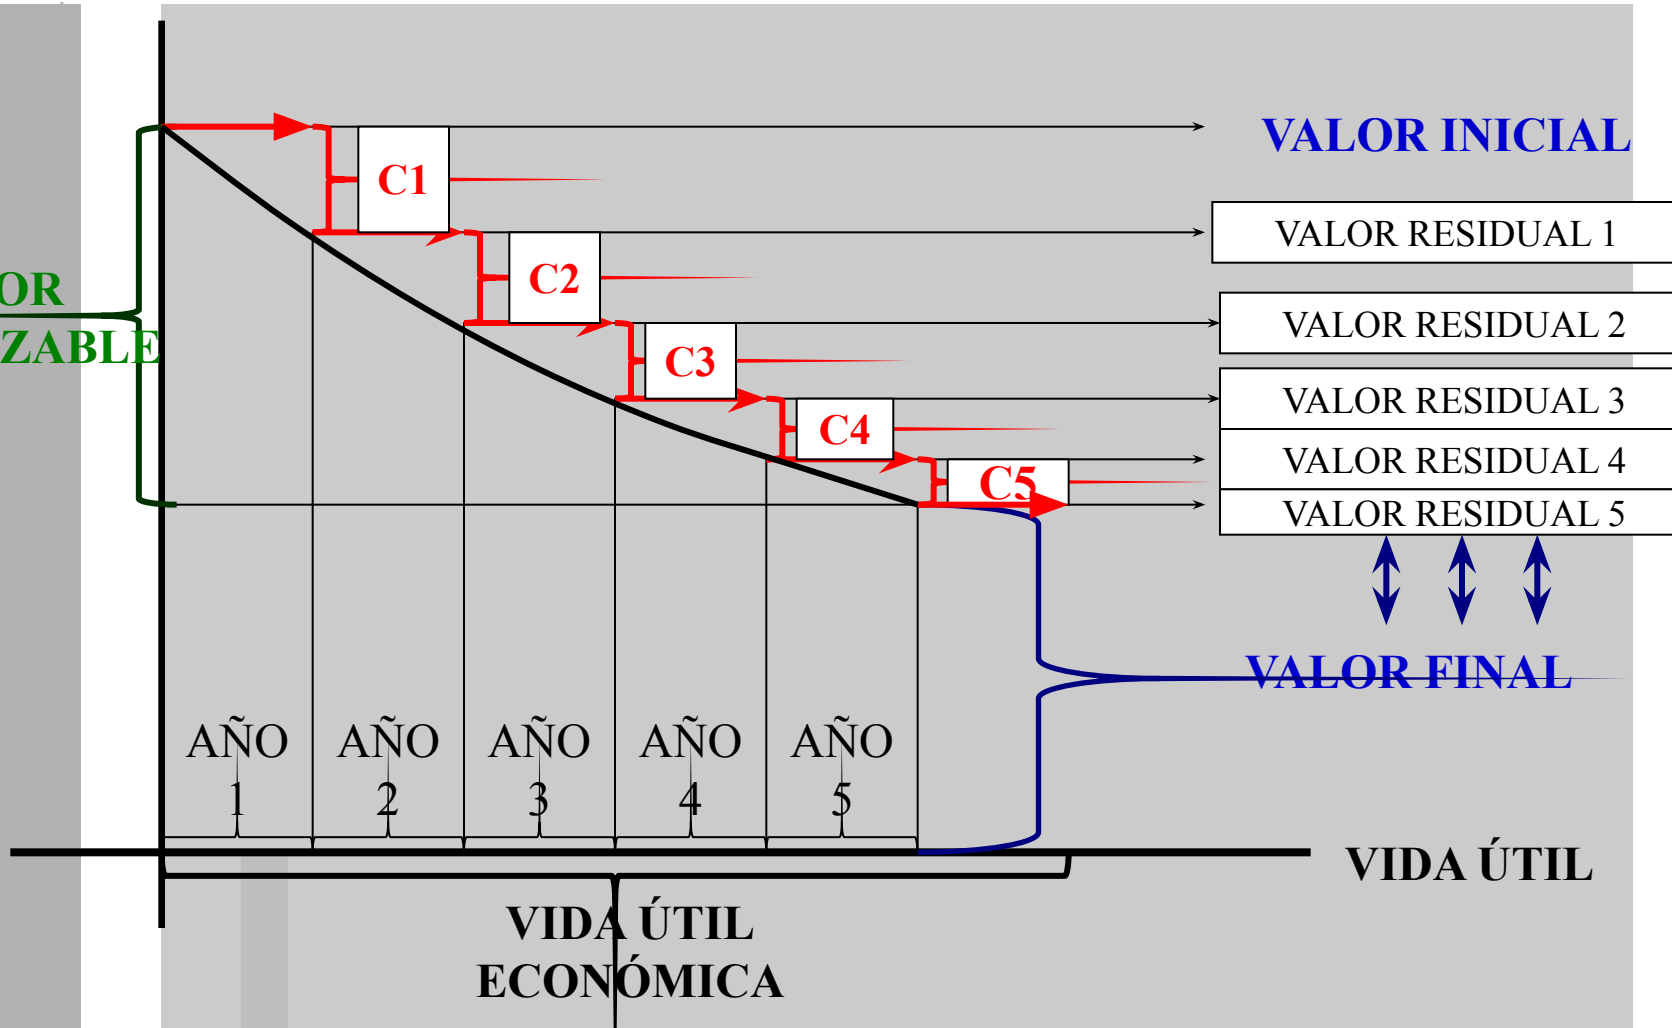 VALOR INICIAL
C1
VALOR RESIDUAL 1
C2
OR
VALOR RESIDUAL 2
ZABLE
C3
VALOR RESIDUAL 3
C4
VALOR RESIDUAL 4
C5
VALOR RESIDUAL 5
VALOR FINAL
AÑO
1
AÑO
2
AÑO
3
AÑO
4
AÑO
5
VIDA ÚTIL
VIDA ÚTIL
ECONÓMICA